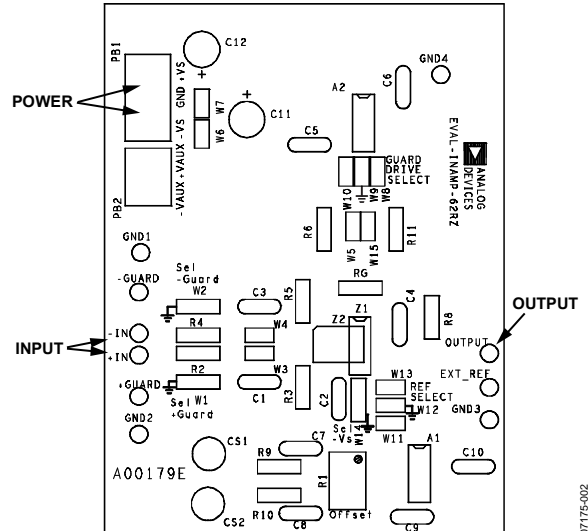 C12
PB1
GND +VS
W7
W6
-VS
C11
POWER
PB2
-VAUX+VAUX
C6
GND4
A2
C5
GUARD
DRIVE
SELECT
W10
W9
W8
EVAL-INAMP-62RZ
ANALOG
DEVICES
R6
W5
W15
R11
GND1
-GUARD
Sel
-Guard
W2
C3
R5
RG
Z1
Z2
C4
R8
OUTPUT
OUTPUT
INPUT
-IN
+IN
R4
W4
R2
W3
EXT_REF
W13
REF
SELECT
W12
GND3
W11
+GUARD
Sel
W1
+Guard
C1
R3
C2
Sel
-Vs
W14
GND2
CS1
R9
C7
R1
A1
C10
A00179E
CS2
R10
C8
Offset
C9
07175-002